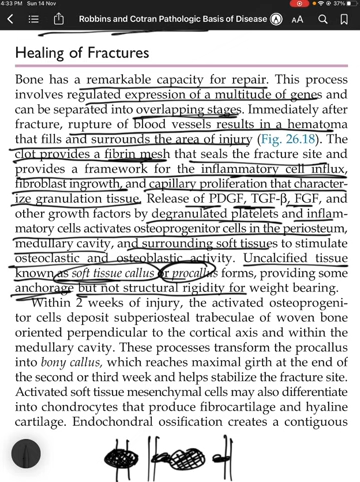 4:33 PM Sun 14 Nov
37%
Robbins and Cotran Pathologic Basis of Disease
AA
Healing of Fractures
Bone has a remarkable capacity for repair. This process
involves regulated expression of a multitude of genes and
can be separated into overlapping stages. Immediately after
fracture, rupture of blood vessels results in a hematoma
that fills and surrounds the area of injury (Fig. 26.18). The
clot provides a fibrin mesh that seals the fracture site and
provides a framework for the inflammatory cell influx,
fibroblast ingrowth, and capillary proliferation that character-
ize granulation tissue. Release of PDGF, TGF-β, FGF, and
other growth factors by degranulated platelets and inflam-
matory cells activates osteoprogenitor cells in the periosteum,
medullary cavity, and surrounding soft tissues to stimulate
osteoclastic and osteoblastic activity. Uncalcified tissue
known as soft tissue callus or procallus forms, providing some
anchorage but not structural rigidity for weight bearing.
Within 2 weeks of injury, the activated osteoprogeni-
tor cells deposit subperiosteal trabeculae of woven bone
oriented perpendicular to the cortical axis and within the
medullary cavity. These processes transform the procallus
into bony callus, which reaches maximal girth at the end of
the second or third week and helps stabilize the fracture site.
Activated soft tissue mesenchymal cells may also differentiate
into chondrocytes that produce fibrocartilage and hyaline
cartilage. Endochondral ossification creates a contiguous